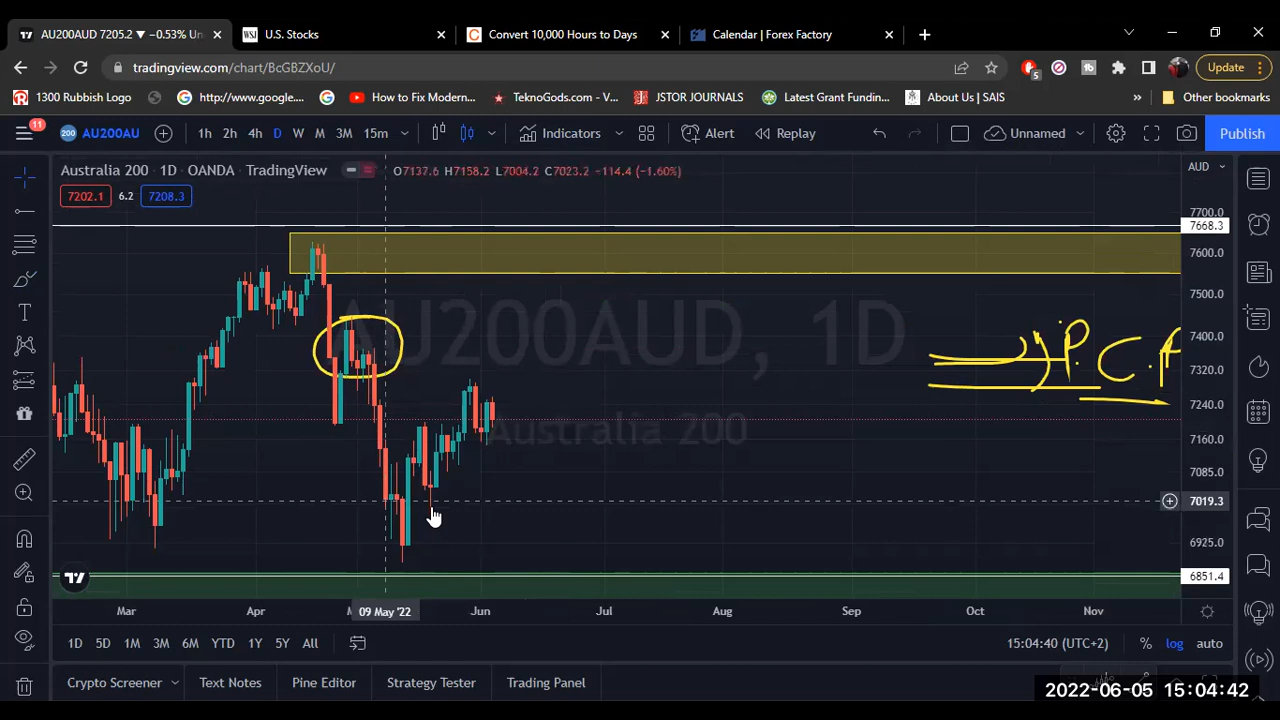 AU200AUD 7205.2 ▼ −0.53% Un
U.S. Stocks
Convert 10,000 Hours to Days
Calendar | Forex Factory
tradingview.com/chart/BcGBZXoU/
5
Update
1300 Rubbish Logo
http://www.google....
How to Fix Modern...
TeknoGods.com - V...
JSTOR JOURNALS
Latest Grant Fundin...
About Us | SAIS
»
Other bookmarks
11
200
AU200AU
1h 2h 4h D W M 3M 15m
Indicators
Alert
Replay
Unnamed
Publish
Australia 200 · 1D · OANDA · TradingView
O7137.6 H7158.2 L7004.2 C7023.2 −114.4 (−1.60%)
AUD
7202.1 6.2 7208.3
7700.0
7668.3
7600.0
7500.0
7400.0
7320.0
7240.0
7160.0
7085.0
7019.3
6925.0
6851.4
AU200AUD, 1D
Australia 200
P.C.A
Mar Apr 09 May '22 Jun Jul Aug Sep Oct Nov
1D 5D 1M 3M 6M YTD 1Y 5Y All
15:04:40 (UTC+2) % log auto
Crypto Screener Text Notes Pine Editor Strategy Tester Trading Panel
2022-06-05 15:04:42